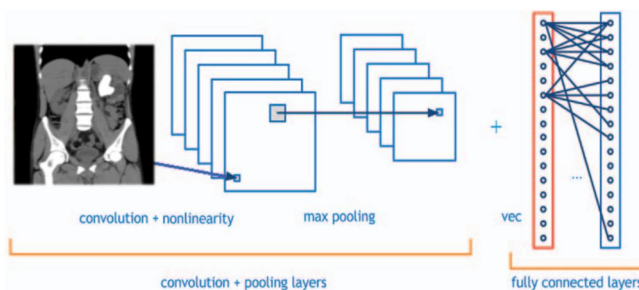 +
convolution + nonlinearity
max pooling
vec
...
convolution + pooling layers
fully connected layers